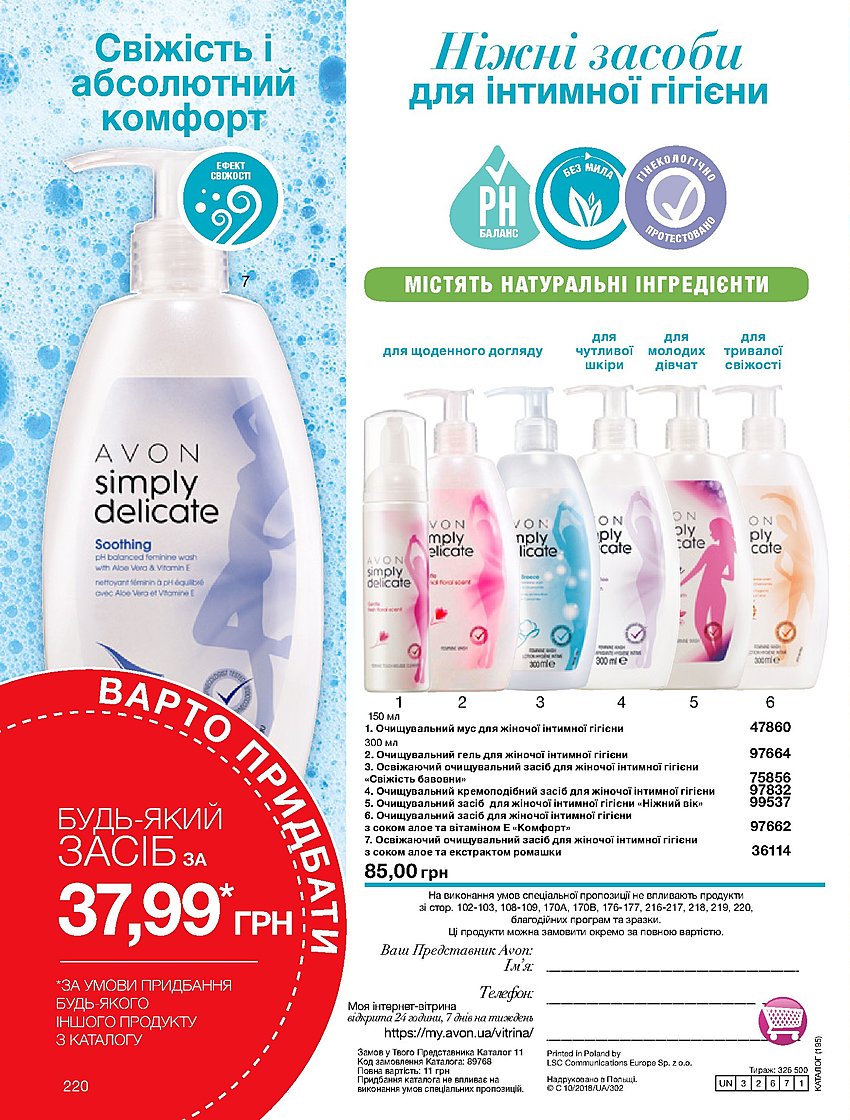 Свіжість і
абсолютний
комфорт
ЕФЕКТ
СВІЖОСТІ
7
AVON
simply
delicate
Soothing
pH balanced feminine wash
with Aloe Vera & Vitamin E
nettoyant féminin à pH équilibré
avec Aloe Vera et Vitamine E
ВАРТО ПРИДБАТИ
БУДЬ-ЯКИЙ
ЗАСІБ ЗА
37,99* ГРН
*ЗА УМОВИ ПРИДБАННЯ
БУДЬ-ЯКОГО
ІНШОГО ПРОДУКТУ
З КАТАЛОГУ
220
Ніжні засоби
для інтимної гігієни
PH
БАЛАНС
БЕЗ МИЛА
ГІНЕКОЛОГІЧНО
ПРОТЕСТОВАНО
МІСТЯТЬ НАТУРАЛЬНІ ІНГРЕДІЄНТИ
для щоденного догляду
для
чутливої
шкіри
для
молодих
дівчат
для
тривалої
свіжості
AVON
simply
delicate
1 2 3 4 5 6
150 мл
1. Очищувальний мус для жіночої інтимної гігієни 47860
300 мл
2. Очищувальний гель для жіночої інтимної гігієни 97664
3. Освіжаючий очищувальний засіб для жіночої інтимної гігієни
«Свіжість бавовни» 75856
4. Очищувальний кремоподібний засіб для жіночої інтимної гігієни 97832
5. Очищувальний засіб для жіночої інтимної гігієни «Ніжний вік» 99537
6. Очищувальний засіб для жіночої інтимної гігієни
з соком алое та вітаміном Е «Комфорт» 97662
7. Освіжаючий очищувальний засіб для жіночої інтимної гігієни
з соком алое та екстрактом ромашки 36114
85,00 грн
На виконання умов спеціальної пропозиції не впливають продукти
зі стор. 102-103, 108-109, 170А, 170В, 176-177, 216-217, 218, 219, 220,
благодійних програм та зразки.
Ці продукти можна замовити окремо за повною вартістю.
Ваш Представник Avon:
Ім'я:
Телефон:
Моя інтернет-вітрина
відкрита 24 години, 7 днів на тиждень
https://my.avon.ua/vitrina/
Замов у Твого Представника Каталог 11
Код замовлення Каталога: 89768
Повна вартість: 11 грн
Придбання каталога не впливає на
виконання умов спеціальних пропозицій.
Printed in Poland by
LSC Communications Europe Sp. z o.o.
Надруковано в Польщі.
© С 10/2018/UA/302
Тираж: 326 500
UN 3 2 6 7 1
КАТАЛОГ (195)